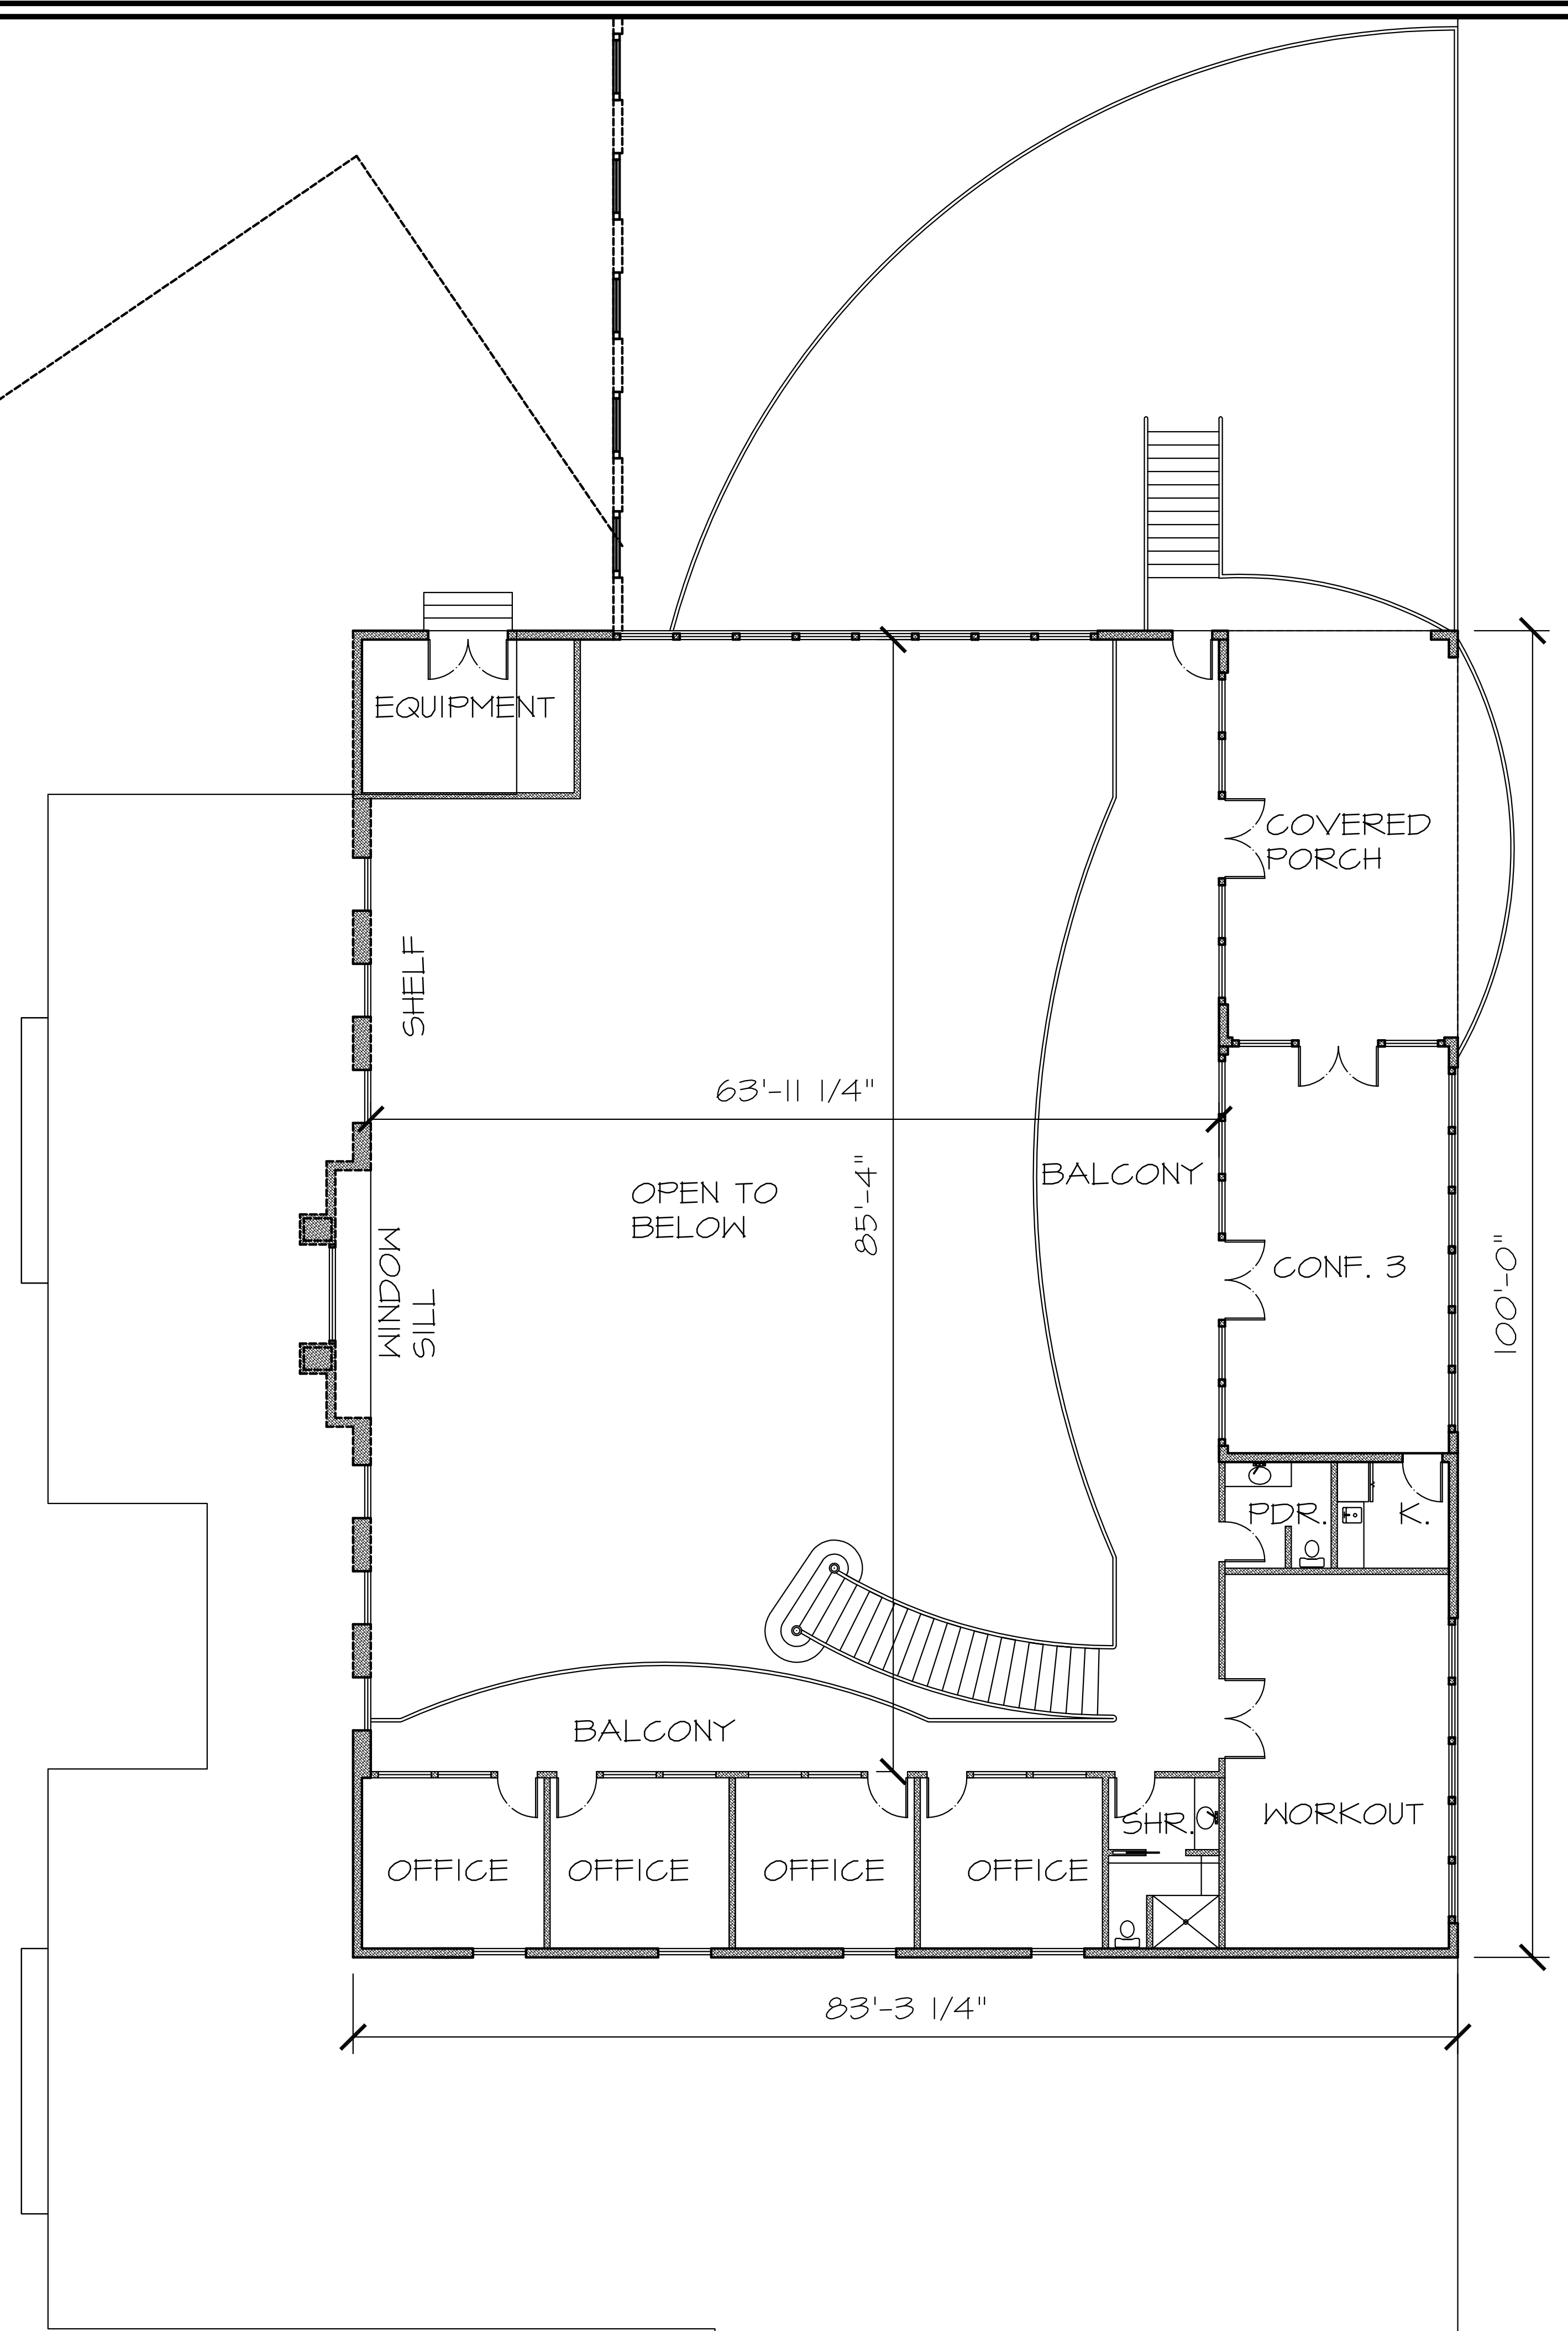 EQUIPMENT
COVERED
PORCH
SHELF
63'-11 1/4"
85'-4"
BALCONY
OPEN TO
BELOW
WINDOW
SILL
CONF. 3
100'-0"
PDR.
K.
BALCONY
SHR.
WORKOUT
OFFICE
OFFICE
OFFICE
OFFICE
83'-3 1/4"